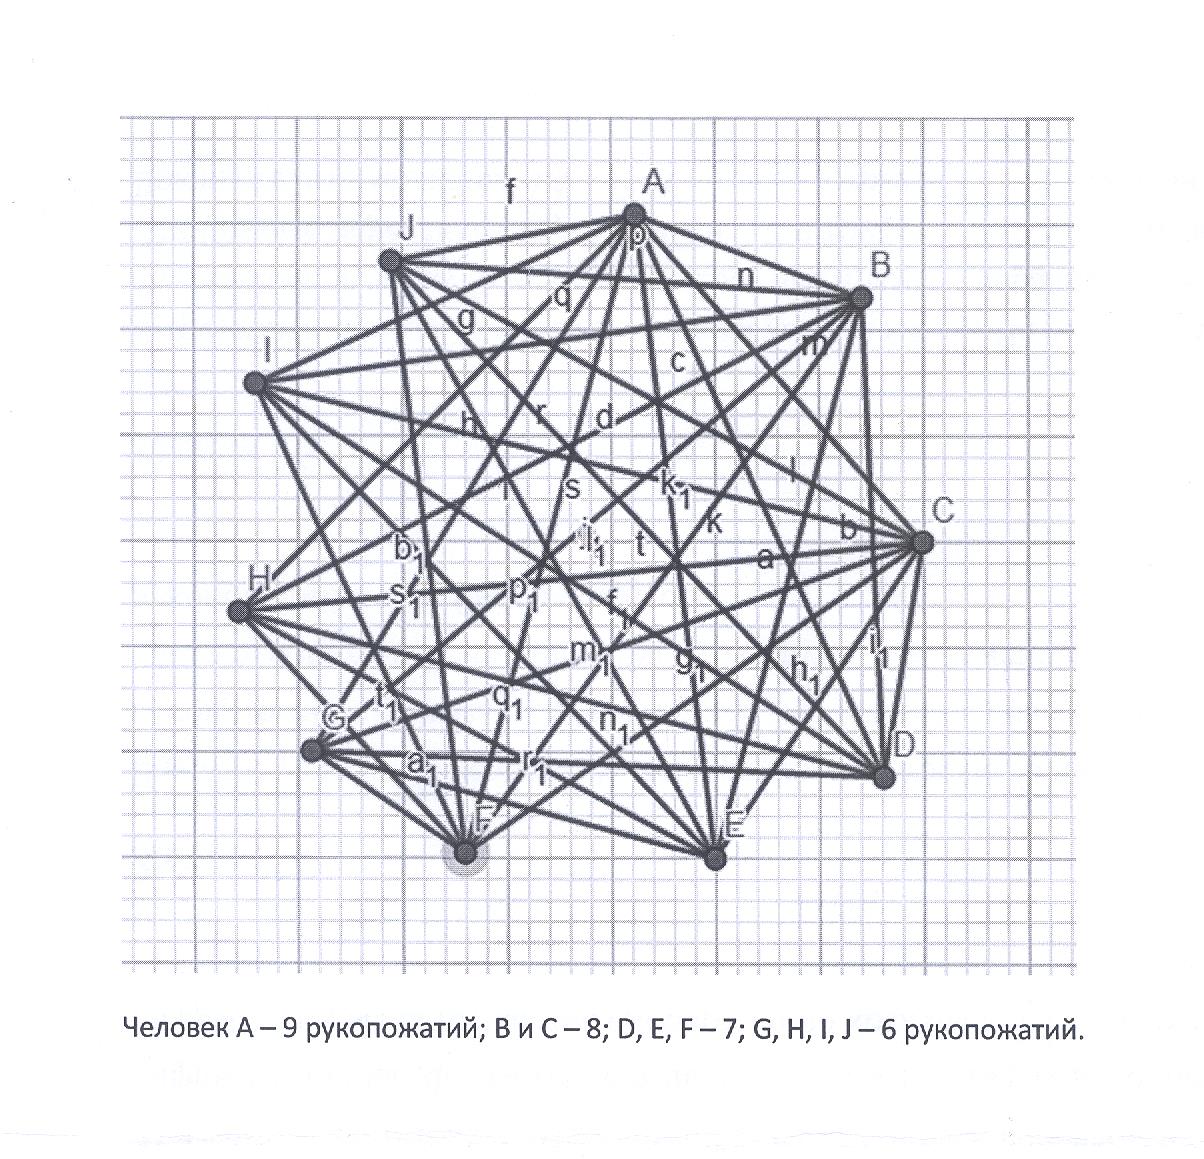 f
A
J
p
B
n
q
g
m
I
c
h
r
d
l
k₁
i
s
C
k
b
j₁
t
b₁
a
H
p₁
s₁
f₁
i₁
m₁
g₁
h₁
t₁
q₁
G
n₁
D
a₁
r₁
F
E
Человек A – 9 рукопожатий; B и C – 8; D, E, F – 7; G, H, I, J – 6 рукопожатий.